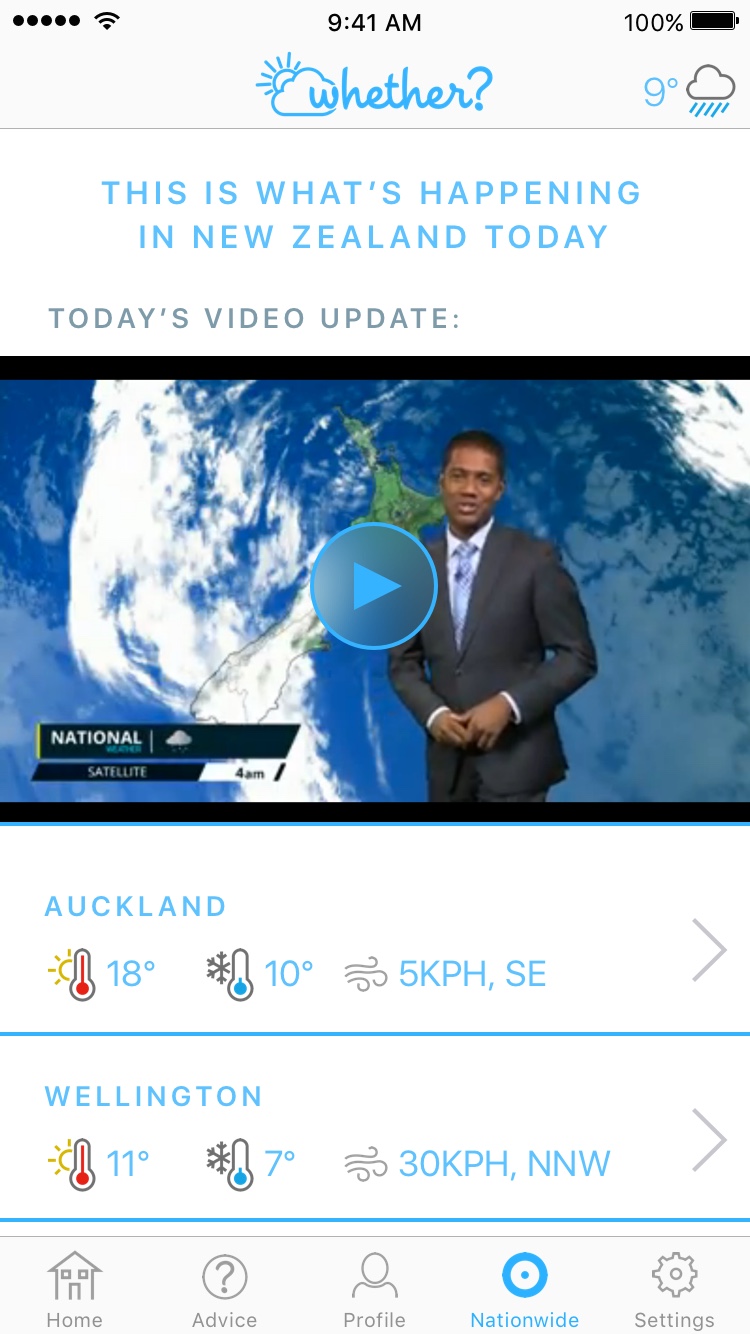 9:41 AM
100%
whether?
9°
THIS IS WHAT’S HAPPENING
IN NEW ZEALAND TODAY
TODAY’S VIDEO UPDATE:
NATIONAL
WEATHER
SATELLITE
4am
AUCKLAND
18° 10° 5KPH, SE
WELLINGTON
11° 7° 30KPH, NNW
Home Advice Profile Nationwide Settings